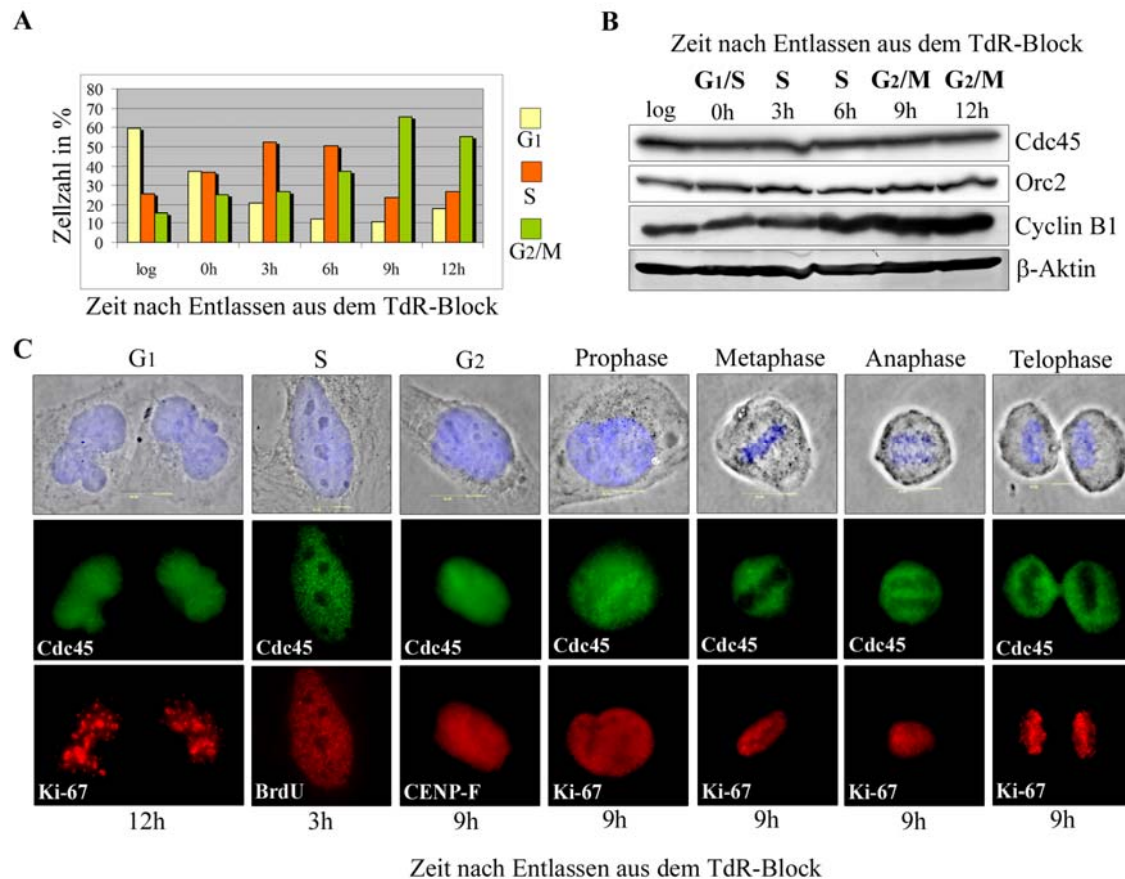 A
80
70
60
50
40
30
20
10
0
Zellzahl in %
log 0h 3h 6h 9h 12h
G1
S
G2/M
Zeit nach Entlassen aus dem TdR-Block
B
Zeit nach Entlassen aus dem TdR-Block
G1/S S S G2/M G2/M
log 0h 3h 6h 9h 12h
Cdc45
Orc2
Cyclin B1
β-Aktin
C
G1 S G2 Prophase Metaphase Anaphase Telophase
Cdc45 Cdc45 Cdc45 Cdc45 Cdc45 Cdc45 Cdc45
Ki-67 BrdU CENP-F Ki-67 Ki-67 Ki-67 Ki-67
12h 3h 9h 9h 9h 9h 9h
Zeit nach Entlassen aus dem TdR-Block